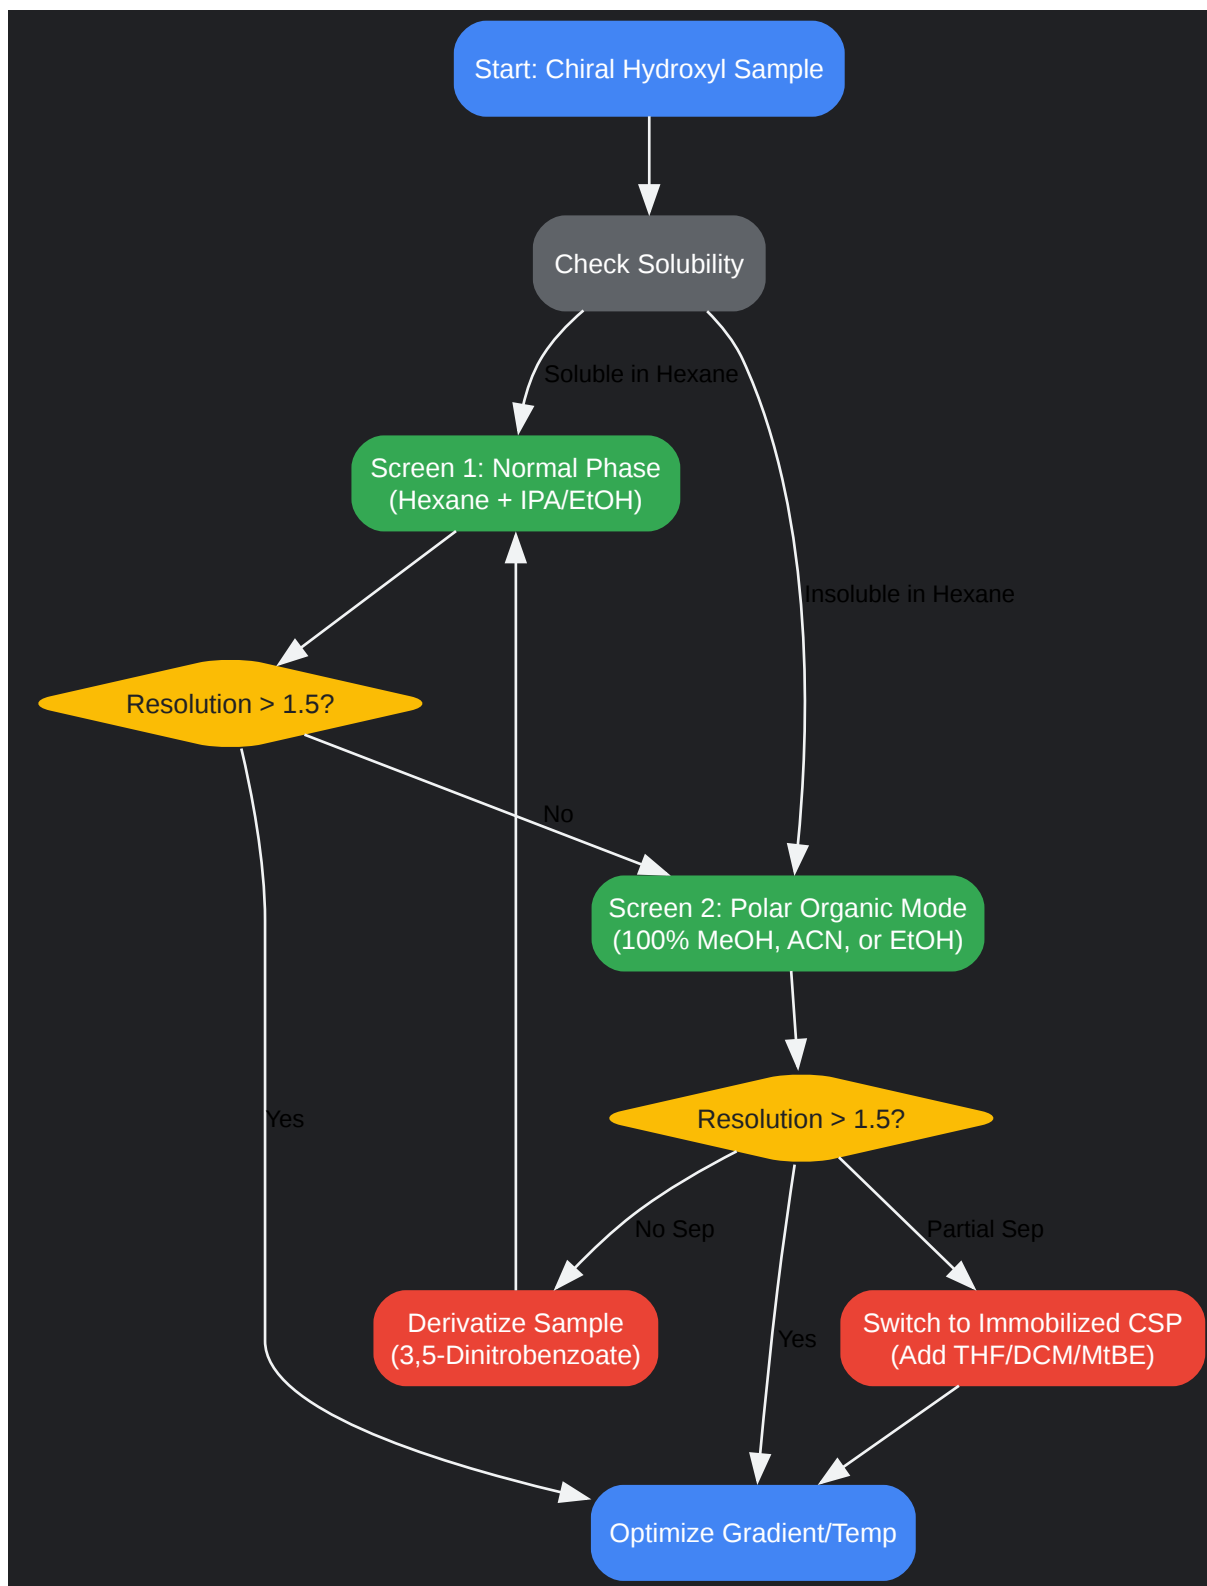 Start: Chiral Hydroxyl Sample
Check Solubility
Soluble in Hexane
Screen 1: Normal Phase
(Hexane + IPA/EtOH)
Insoluble in Hexane
Resolution > 1.5?
No
Screen 2: Polar Organic Mode
(100% MeOH, ACN, or EtOH)
Yes
Resolution > 1.5?
No Sep
Partial Sep
Derivatize Sample
(3,5-Dinitrobenzoate)
Yes
Switch to Immobilized CSP
(Add THF/DCM/MtBE)
Optimize Gradient/Temp